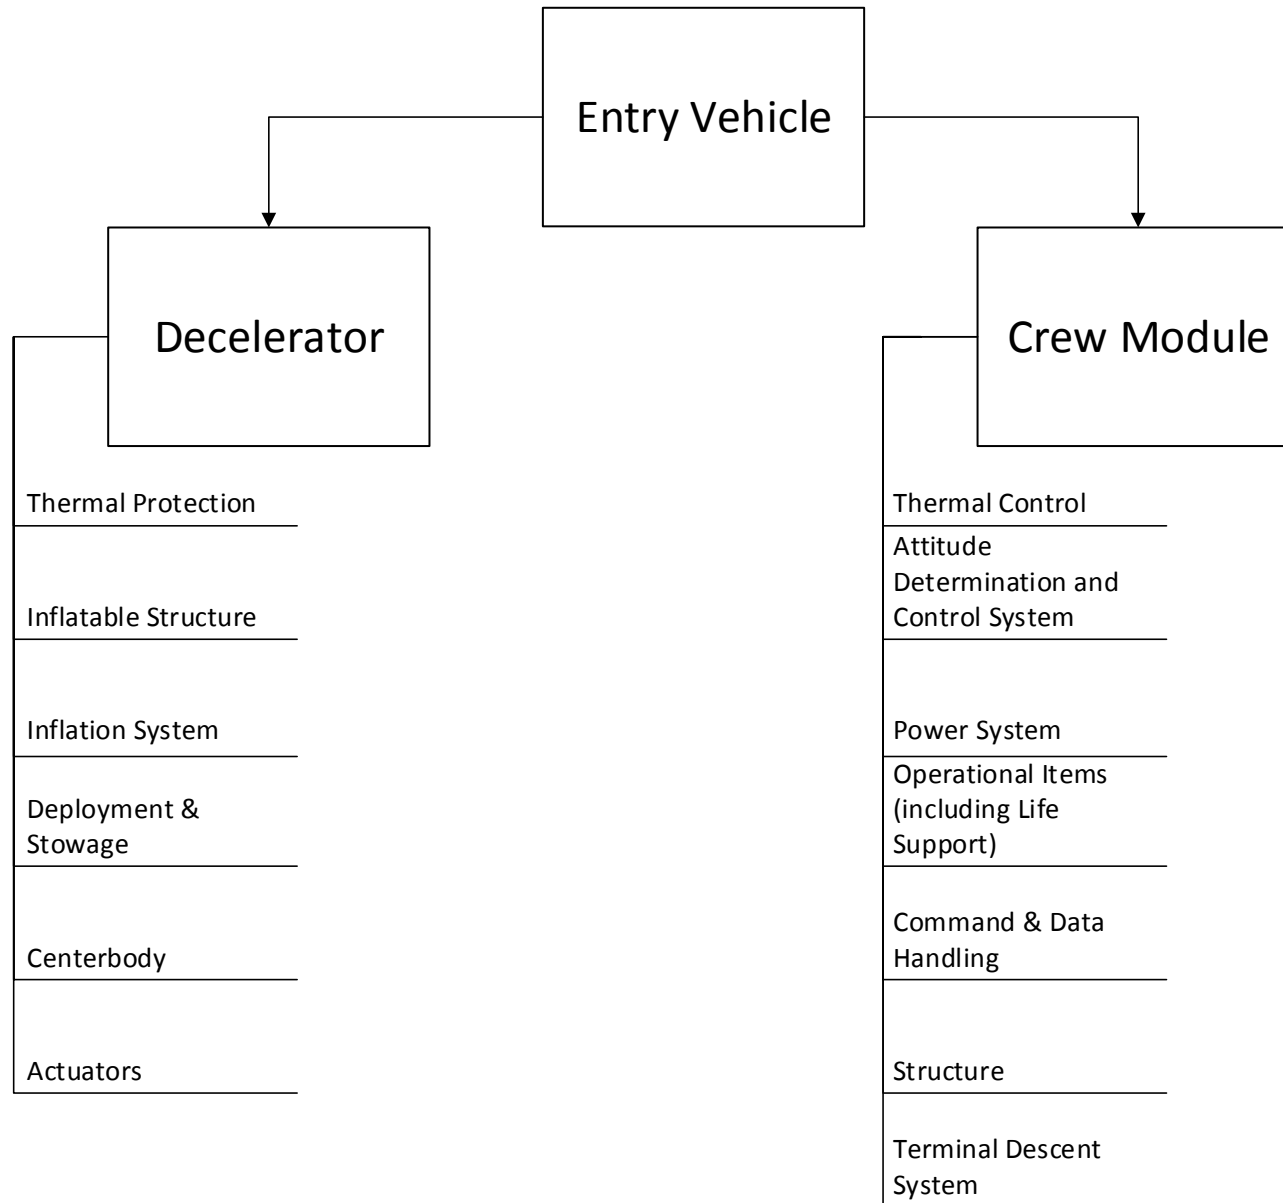 Entry Vehicle
Decelerator
Thermal Protection
Inflatable Structure
Inflation System
Deployment &
Stowage
Centerbody
Actuators
Crew Module
Thermal Control
Attitude
Determination and
Control System
Power System
Operational Items
(including Life
Support)
Command & Data
Handling
Structure
Terminal Descent
System